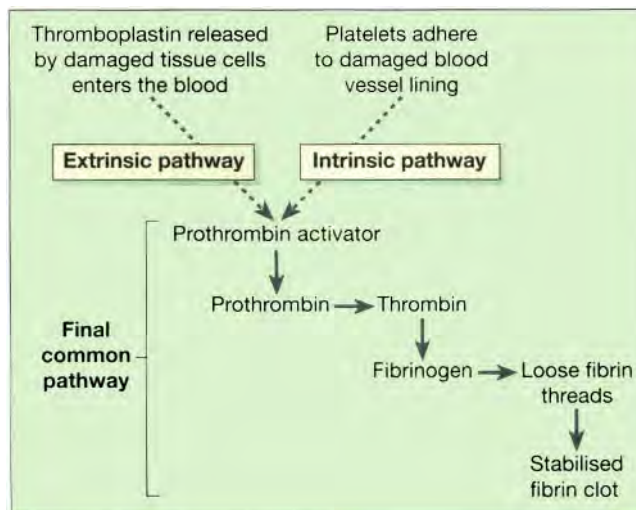 Thromboplastin released
by damaged tissue cells
enters the blood
Platelets adhere
to damaged blood
vessel lining
Extrinsic pathway
Intrinsic pathway
Prothrombin activator
Prothrombin
Thrombin
Final
common
pathway
Fibrinogen
Loose fibrin
threads
Stabilised
fibrin clot